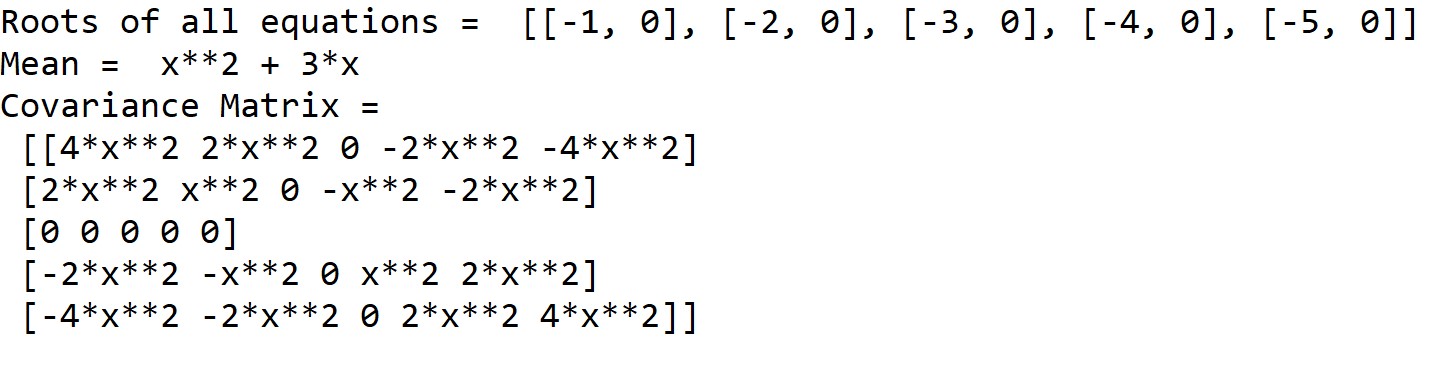 Roots of all equations =  [[-1, 0], [-2, 0], [-3, 0], [-4, 0], [-5, 0]]
Mean =  x**2 + 3*x
Covariance Matrix =
 [[4*x**2 2*x**2 0 -2*x**2 -4*x**2]
 [2*x**2 x**2 0 -x**2 -2*x**2]
 [0 0 0 0 0]
 [-2*x**2 -x**2 0 x**2 2*x**2]
 [-4*x**2 -2*x**2 0 2*x**2 4*x**2]]